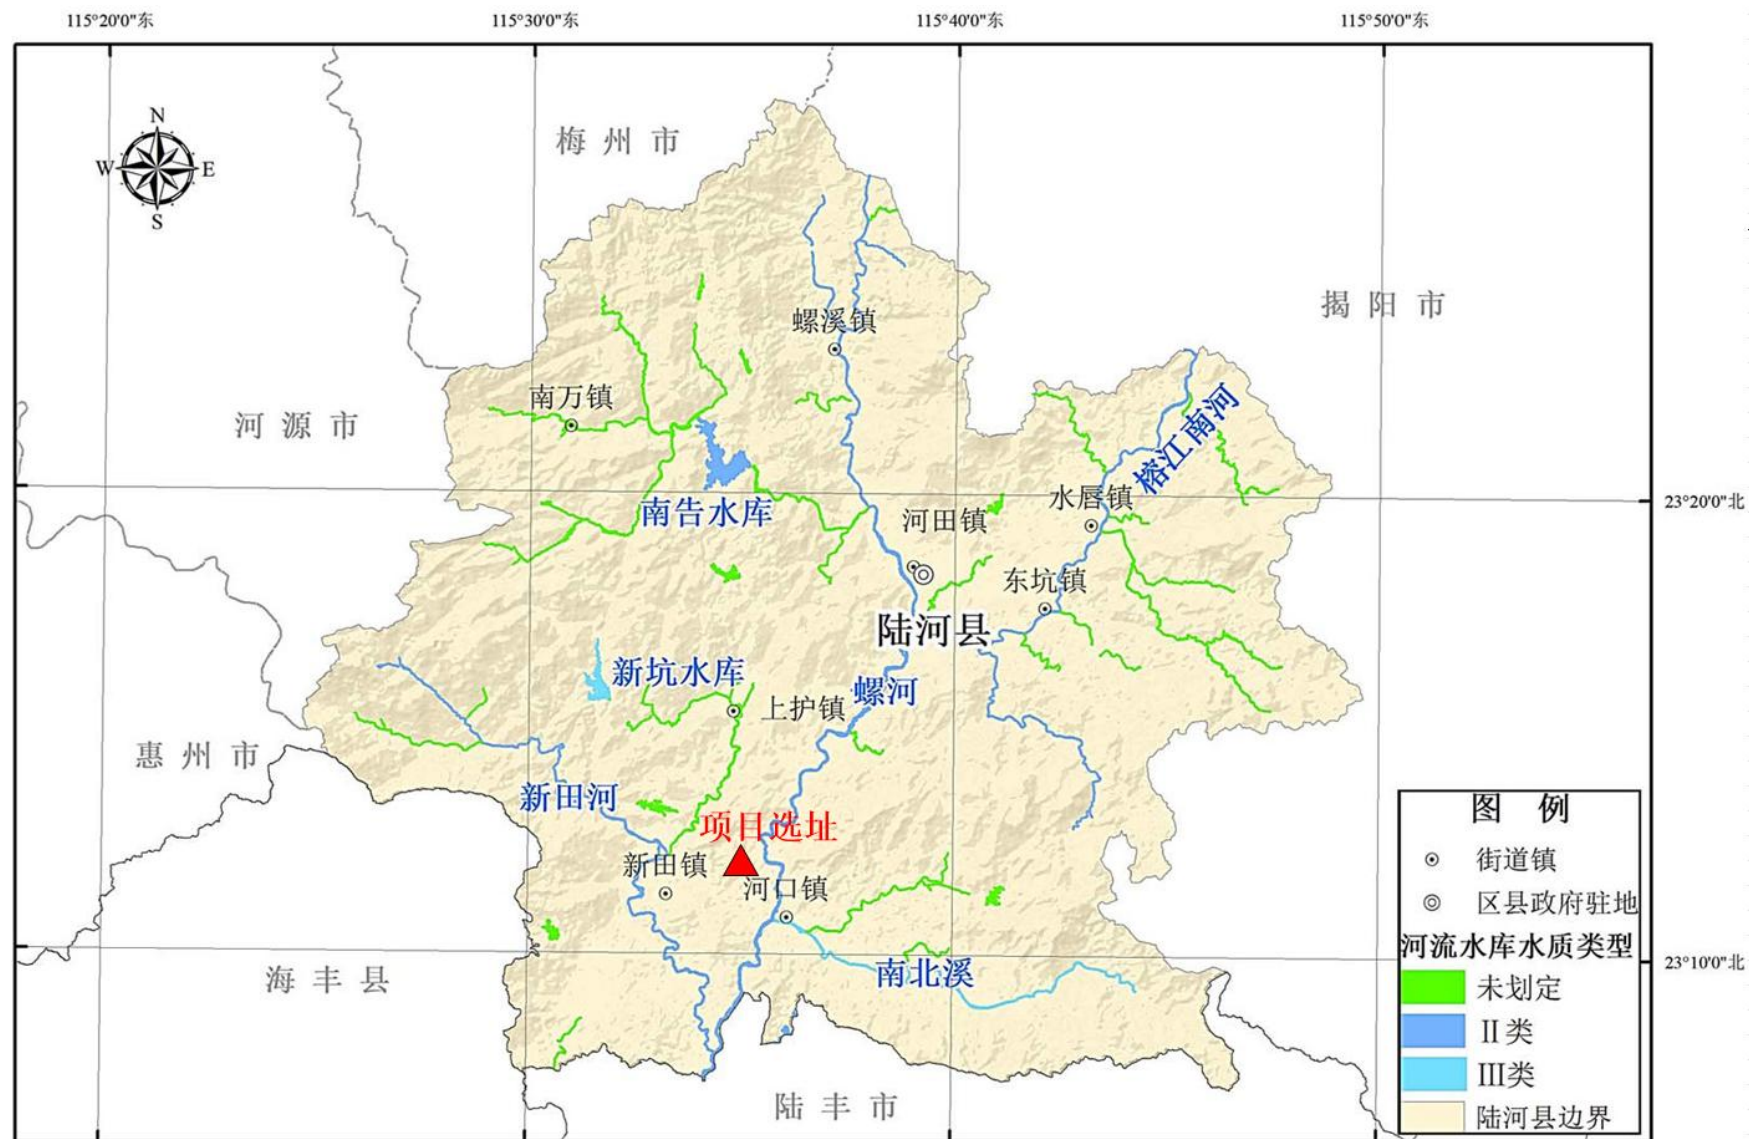 115°20'0"东
115°30'0"东
115°40'0"东
115°50'0"东
N
W
E
S
梅州市
揭阳市
螺溪镇
南万镇
河源市
榕江南河
水唇镇
23°20'0"北
南告水库
河田镇
东坑镇
陆河县
新坑水库
螺河
上护镇
惠州市
新田河
项目选址
新田镇
河口镇
南北溪
23°10'0"北
海丰县
陆丰市
图 例
街道镇
区县政府驻地
河流水库水质类型
未划定
II类
III类
陆河县边界